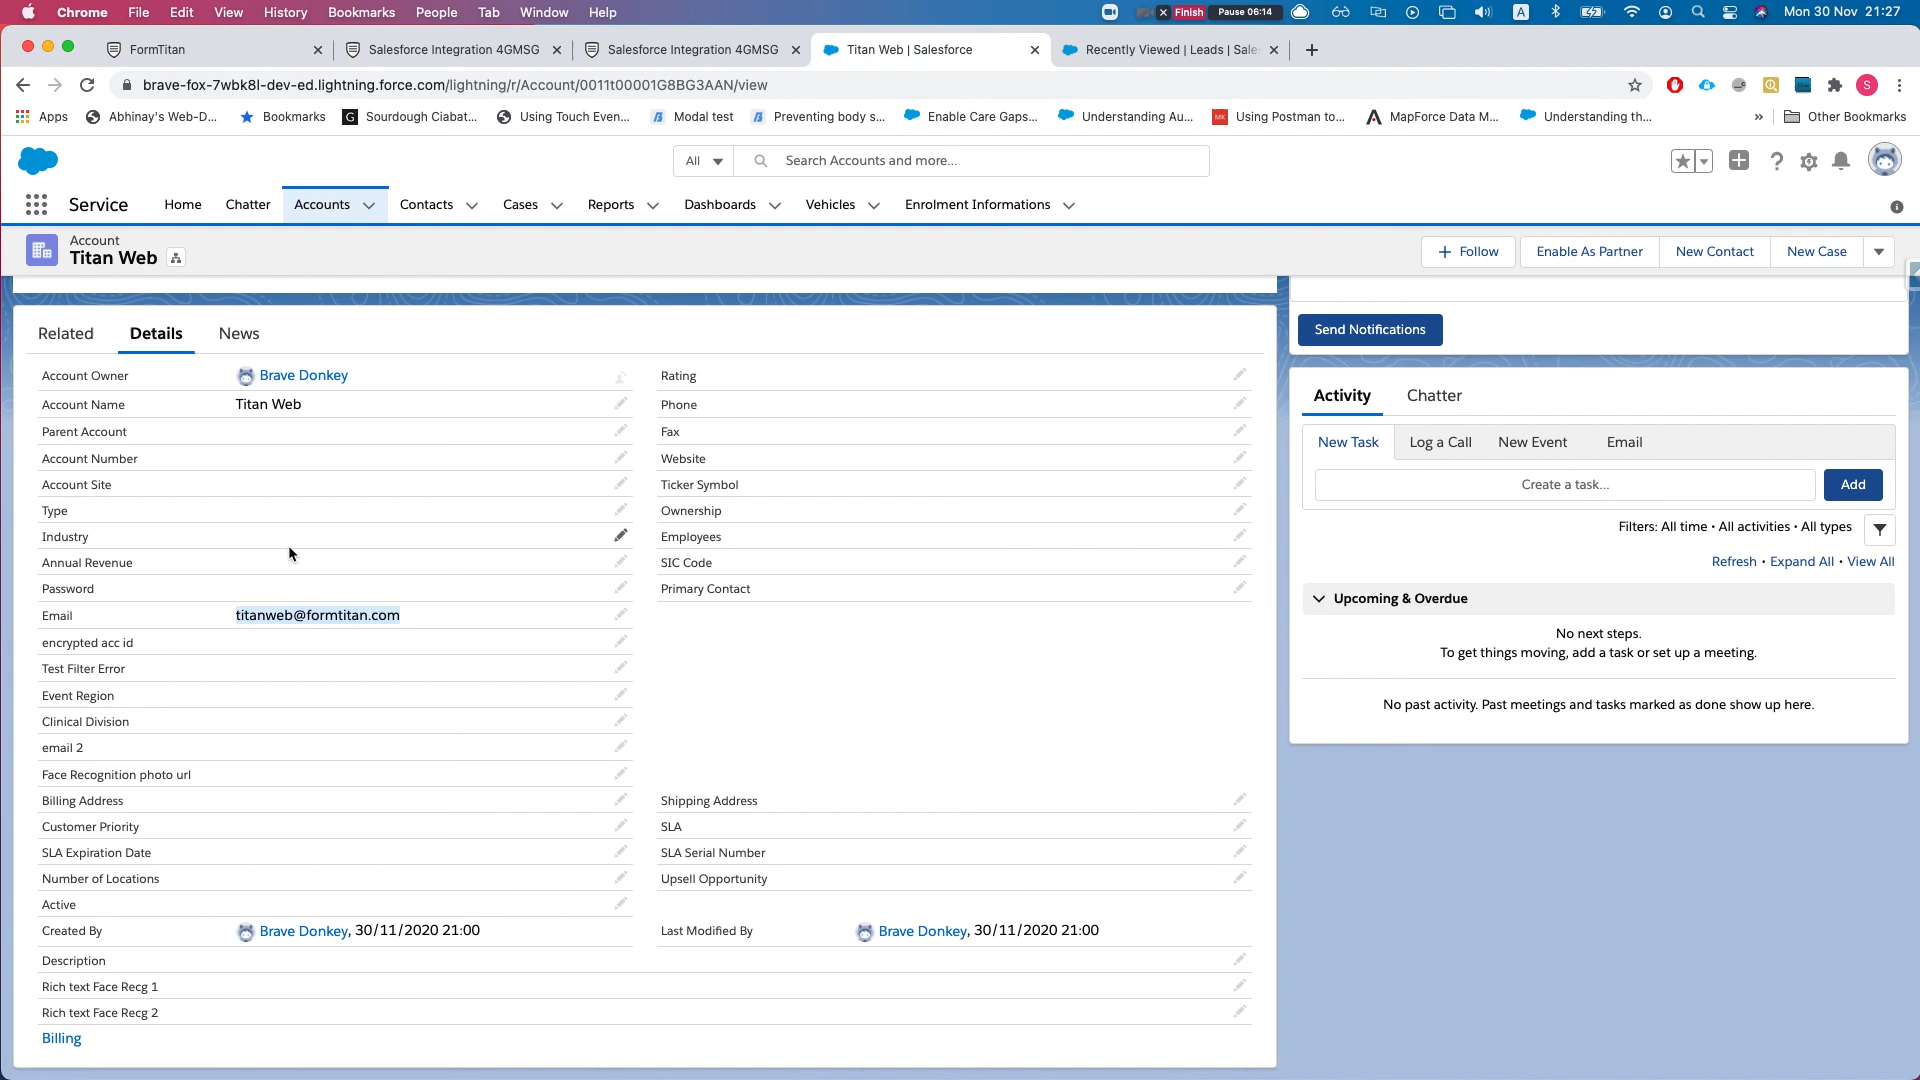 Chrome File Edit View History Bookmarks People Tab Window Help Finish Pause 06:14 A Mon 30 Nov 21:27
FormTitan Salesforce Integration 4GMSG Salesforce Integration 4GMSG Titan Web | Salesforce Recently Viewed | Leads | Sale
brave-fox-7wbk8l-dev-ed.lightning.force.com/lightning/r/Account/0011t00001G8BG3AAN/view S
Apps Abhinay's Web-D... Bookmarks G Sourdough Ciabat... Using Touch Even... Modal test Preventing body s... Enable Care Gaps... Understanding Au... MK Using Postman to... MapForce Data M... Understanding th... » Other Bookmarks
All Search Accounts and more...
Service Home Chatter Accounts Contacts Cases Reports Dashboards Vehicles Enrolment Informations
Account
Titan Web
Follow Enable As Partner New Contact New Case
Related Details News
Account Owner Brave Donkey
Account Name Titan Web
Parent Account
Account Number
Account Site
Type
Industry
Annual Revenue
Password
Email titanweb@formtitan.com
encrypted acc id
Test Filter Error
Event Region
Clinical Division
email 2
Face Recognition photo url
Billing Address
Customer Priority
SLA Expiration Date
Number of Locations
Active
Created By Brave Donkey, 30/11/2020 21:00
Description
Rich text Face Recg 1
Rich text Face Recg 2
Billing
Rating
Phone
Fax
Website
Ticker Symbol
Ownership
Employees
SIC Code
Primary Contact
Shipping Address
SLA
SLA Serial Number
Upsell Opportunity
Last Modified By Brave Donkey, 30/11/2020 21:00
Send Notifications
Activity Chatter
New Task Log a Call New Event Email
Create a task... Add
Filters: All time • All activities • All types
Refresh • Expand All • View All
Upcoming & Overdue
No next steps.
To get things moving, add a task or set up a meeting.
No past activity. Past meetings and tasks marked as done show up here.